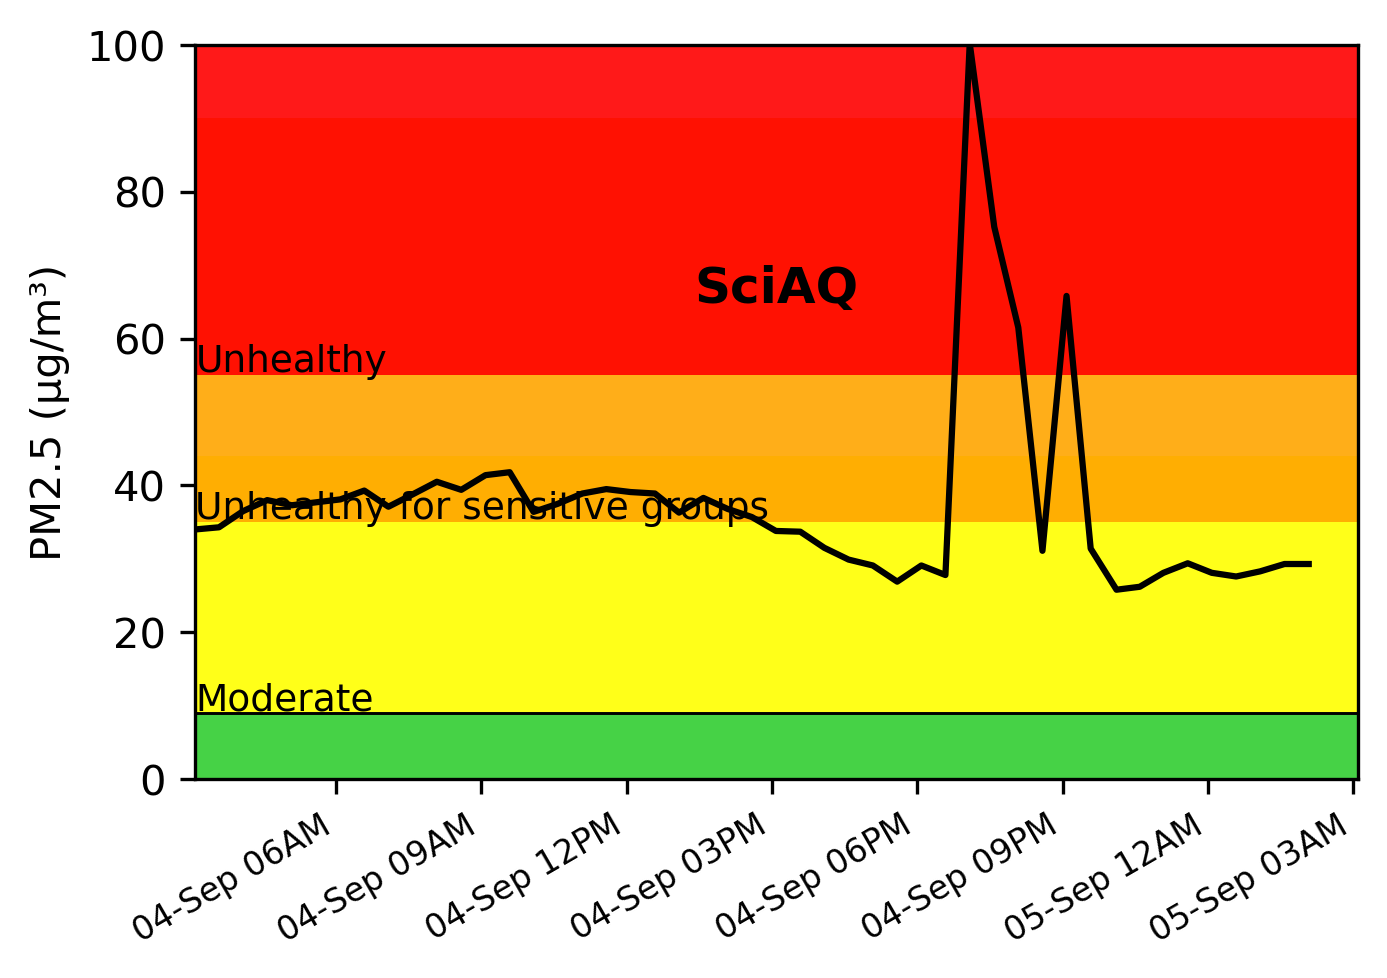 100
80
60
40
20
0
PM2.5 (µg/m³)
SciAQ
Unhealthy
Unhealthy for sensitive groups
Moderate
04-Sep 06AM
04-Sep 09AM
04-Sep 12PM
04-Sep 03PM
04-Sep 06PM
04-Sep 09PM
05-Sep 12AM
05-Sep 03AM